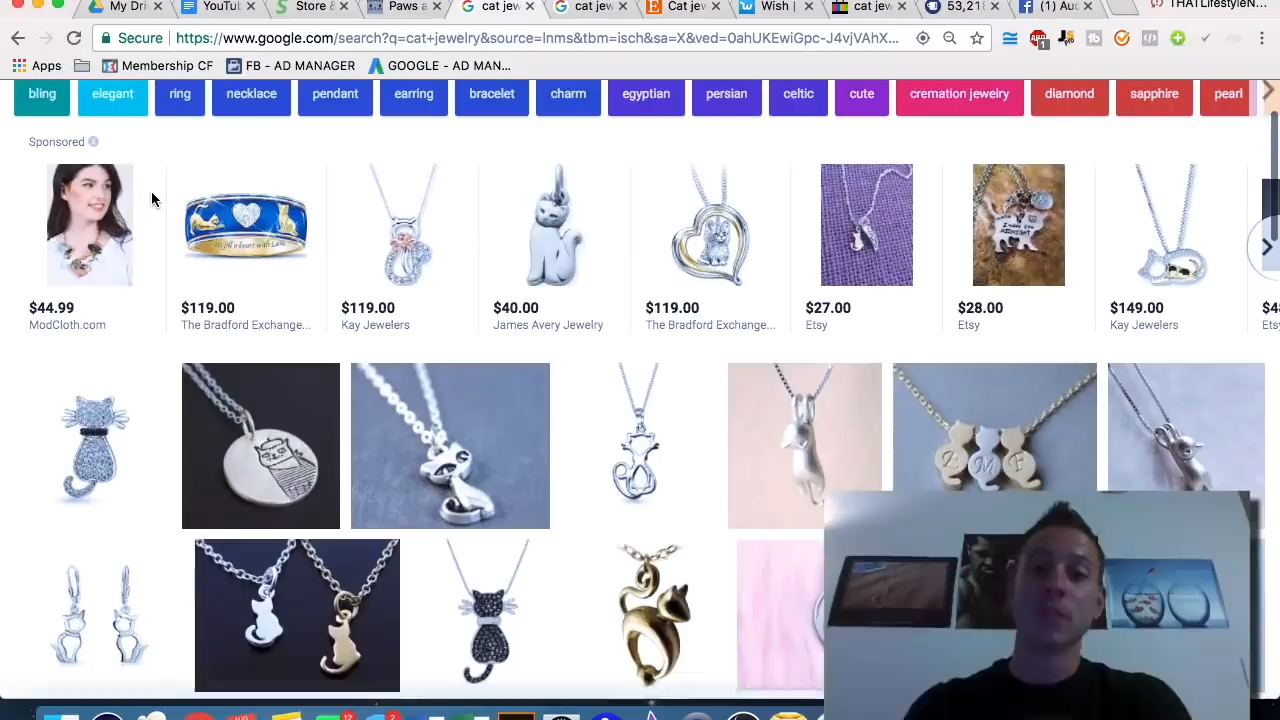 My Dri
YouTu
Store &
Paws a
cat jew
cat jew
Cat jew
Wish |
cat jew
53,21
(1) Au
THATLifestyleN
Secure
https://www.google.com/search?q=cat+jewelry&source=lnms&tbm=isch&sa=X&ved=0ahUKEwiGpc-J4vjVAhX...
Apps
Membership CF
FB - AD MANAGER
GOOGLE - AD MAN...
bling
elegant
ring
necklace
pendant
earring
bracelet
charm
egyptian
persian
celtic
cute
cremation jewelry
diamond
sapphire
pearl
Sponsored
$44.99
ModCloth.com
$119.00
The Bradford Exchange...
$119.00
Kay Jewelers
$40.00
James Avery Jewelry
$119.00
The Bradford Exchange...
$27.00
Etsy
$28.00
Etsy
$149.00
Kay Jewelers